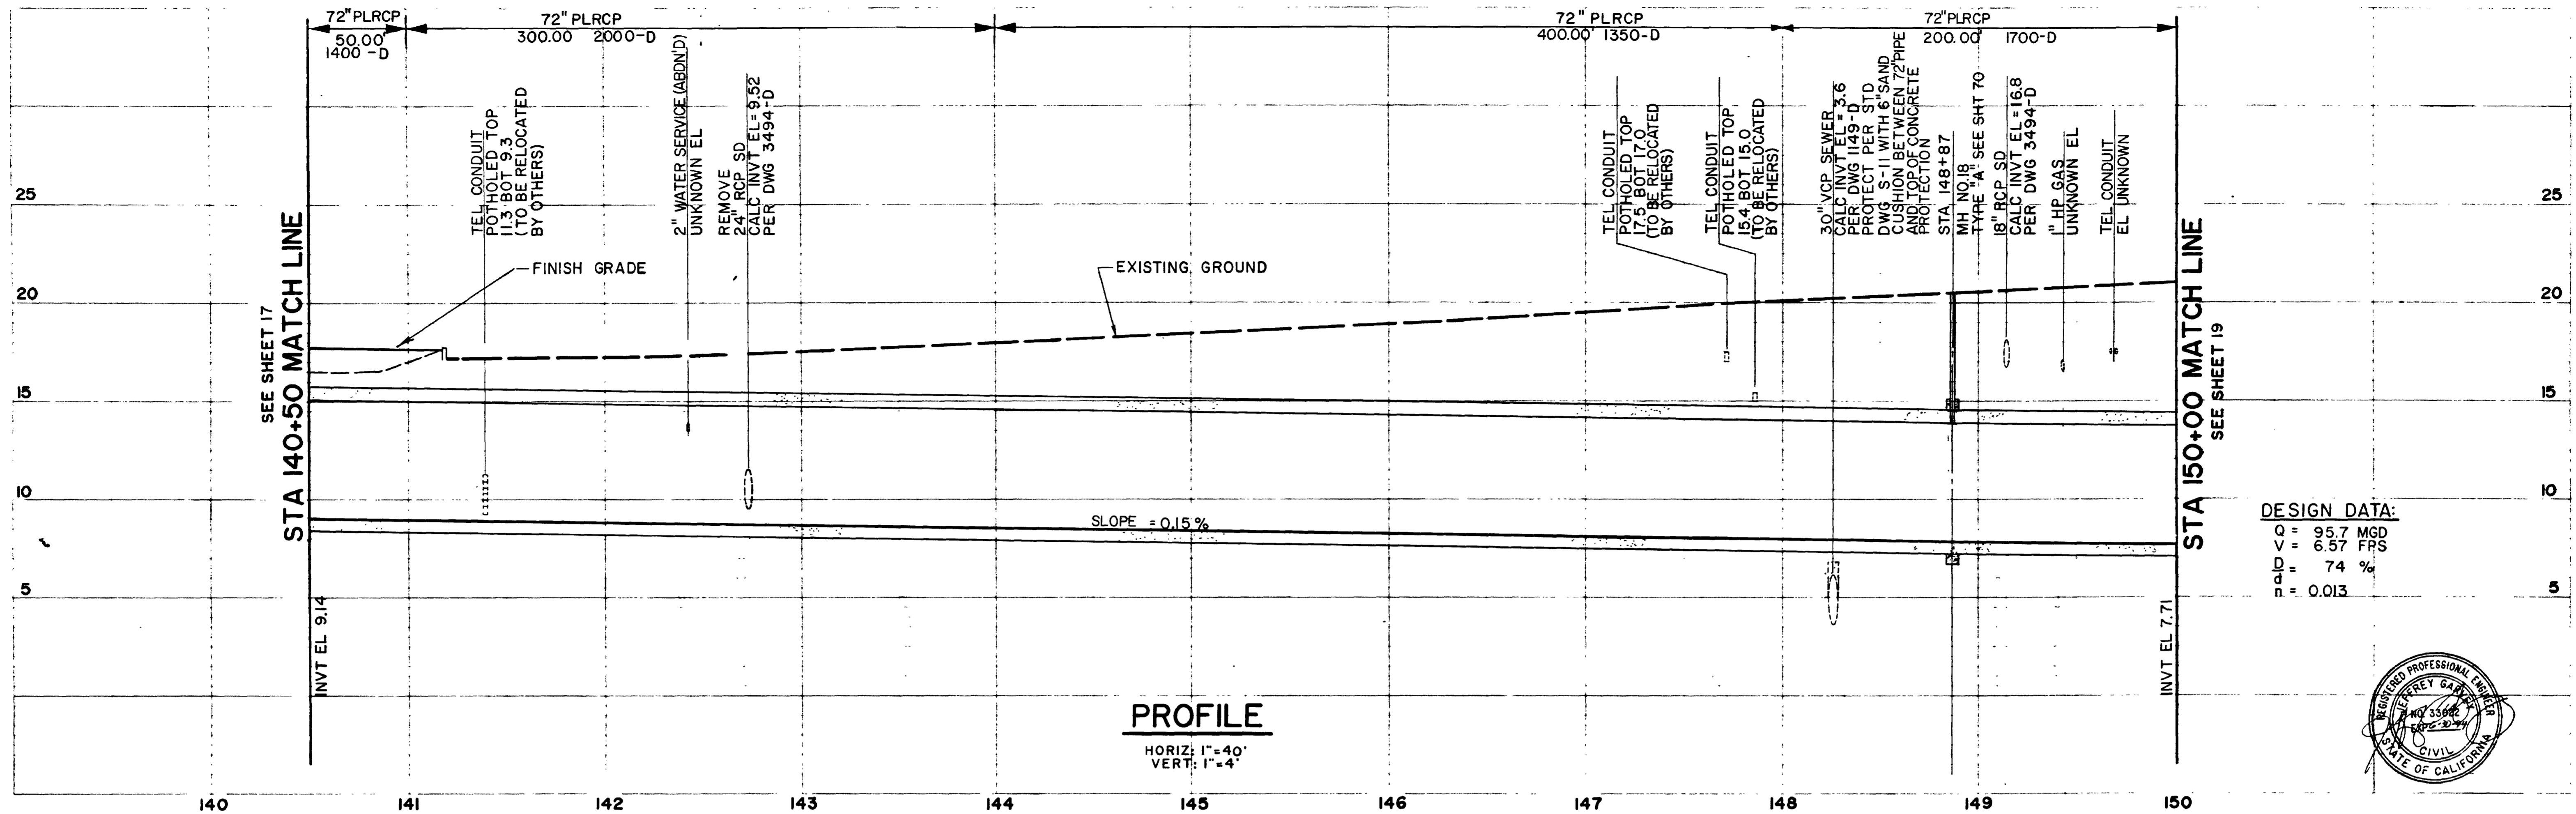 72" PLRCP
50.00'
1400-D
72" PLRCP
300.00 2000-D
72" PLRCP
400.00' 1350-D
72" PLRCP
200.00' 1700-D
TEL CONDUIT
POTHOLED TOP
11.3 BOT 9.3
(TO BE RELOCATED
BY OTHERS)
2" WATER SERVICE (ABDN'D)
UNKNOWN EL
REMOVE
24" RCP SD
CALC INVT EL=9.52
PER DWG 3494-D
TEL CONDUIT
POTHOLED TOP
17.5 BOT 17.0
(TO BE RELOCATED
BY OTHERS)
TEL CONDUIT
POTHOLED TOP
15.4 BOT 15.0
(TO BE RELOCATED
BY OTHERS)
30" VCP SEWER
CALC INVT EL = 3.6
PER DWG 1149-D
PROTECT PER STD
DWG S-11 WITH 6" SAND
CUSHION BETWEEN 72" PIPE
AND TOP OF CONCRETE
PROTECTION
STA 148+87
MH NO.18
TYPE "A" SEE SHT 70
18" RCP SD
CALC INVT EL=16.8
PER DWG 3494-D
1" HP GAS
UNKNOWN EL
TEL CONDUIT
EL UNKNOWN
25
20
15
10
5
25
20
15
10
5
SEE SHEET 17
STA 140+50 MATCH LINE
FINISH GRADE
EXISTING GROUND
SLOPE = 0.15%
STA 150+00 MATCH LINE
SEE SHEET 19
INVT EL 9.14
INVT EL 7.71
DESIGN DATA:
Q = 95.7 MGD
V = 6.57 FPS
D
d = 74 %
n = 0.013
PROFILE
HORIZ: 1"=40'
VERT: 1"=4'
REGISTERED PROFESSIONAL ENGINEER
JEFFREY
NO. 33022
EXP
CIVIL
STATE OF CALIFORNIA
140 141 142 143 144 145 146 147 148 149 150